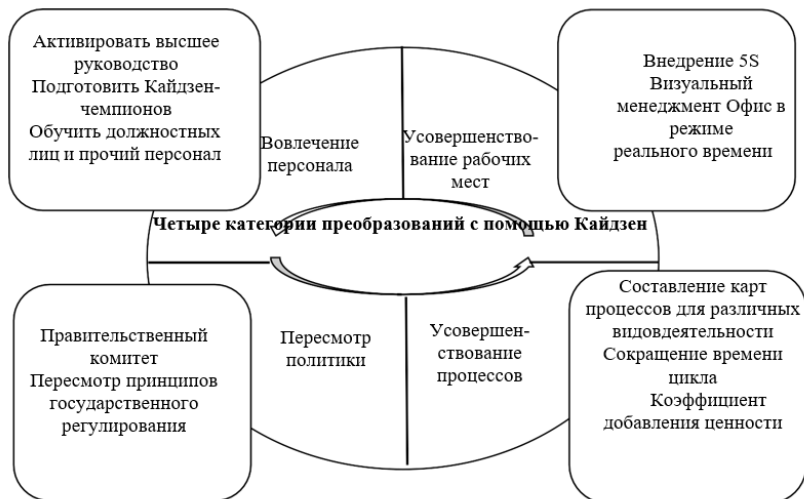 Активировать высшее
руководство
Подготовить Кайдзен-
чемпионов
Обучить должностных
лиц и прочий персонал
Вовлечение
персонала
Усовершенство-
вание рабочих
мест
Внедрение 5S
Визуальный
менеджмент Офис в
режиме
реального времени
Четыре категории преобразований с помощью Кайдзен
Правительственный
комитет
Пересмотр принципов
государственного
регулирования
Пересмотр
политики
Усовершен-
ствование
процессов
Составление карт
процессов для различных
видовдеятельности
Сокращение времени
цикла
Коэффициент
добавления ценности